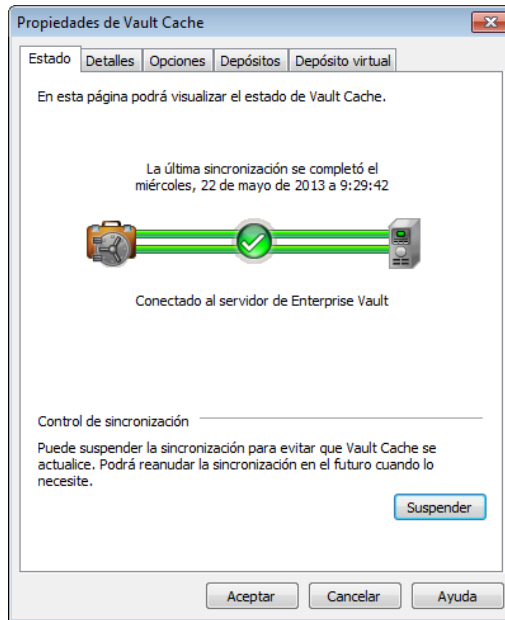 Propiedades de Vault Cache
Estado Detalles Opciones Depósitos Depósito virtual
En esta página podrá visualizar el estado de Vault Cache.
La última sincronización se completó el
miércoles, 22 de mayo de 2013 a 9:29:42
Conectado al servidor de Enterprise Vault
Control de sincronización
Puede suspender la sincronización para evitar que Vault Cache se
actualice. Podrá reanudar la sincronización en el futuro cuando lo
necesite.
Suspender
Aceptar Cancelar Ayuda